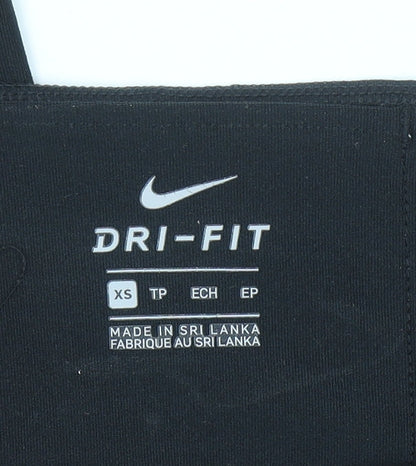 DRI-FIT
XS TP ECH EP
MADE IN SRI LANKA
FABRIQUE AU SRI LANKA